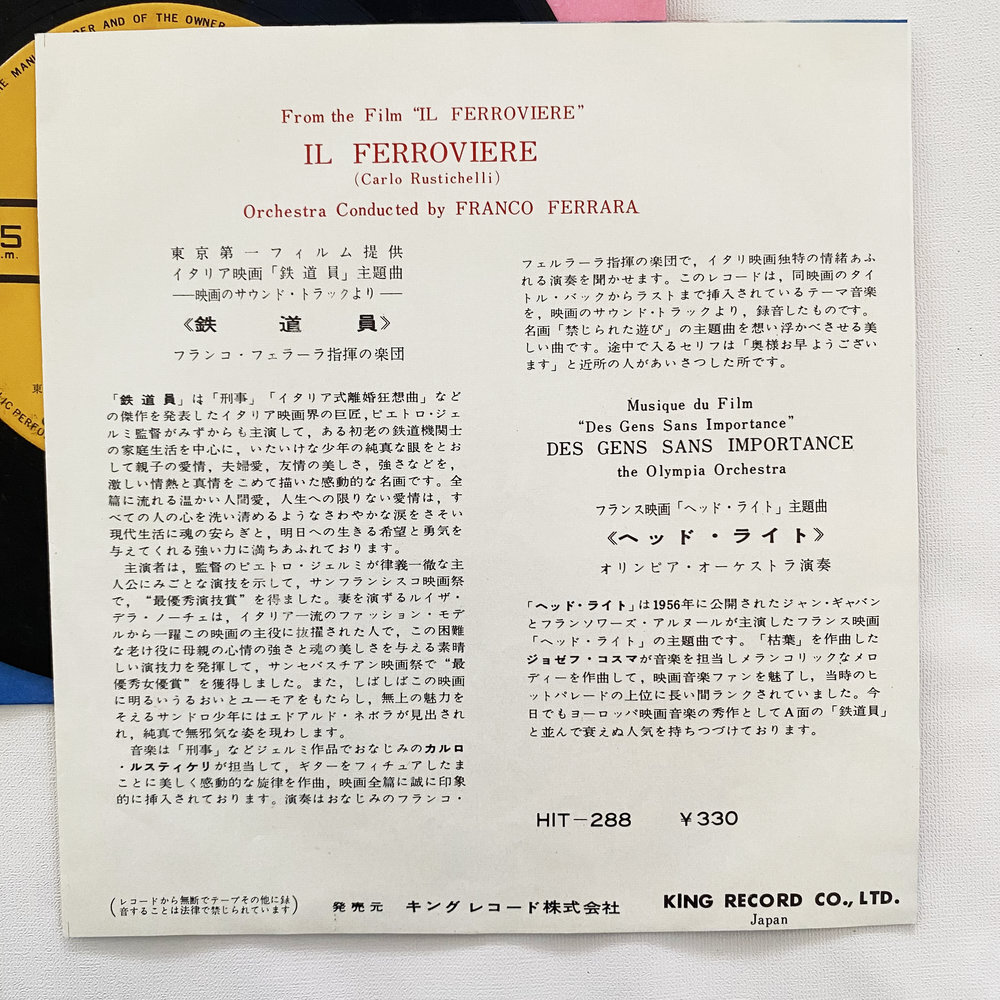 From the Film “IL FERROVIERE”
IL FERROVIERE
(Carlo Rustichelli)
Orchestra Conducted by FRANCO FERRARA
東京第一フィルム提供
イタリア映画「鉄道員」主題曲
──映画のサウンド・トラックより──
《鉄道員》
フランコ・フェラーラ指揮の楽団
「鉄道員」は「刑事」「イタリア式離婚狂想曲」など
の傑作を発表したイタリア映画界の巨匠,ピエトロ・ジェ
ルミ監督がみずからも主演して,ある初老の鉄道機関士
の家庭生活を中心に,いたいけな少年の純真な眼をとお
して親子の愛情,夫婦愛,友情の美しさ,強さなどを,
激しい情熱と真情をこめて描いた感動的な名画です。全
篇に流れる温かい人間愛,人生への限りない愛情は,す
べての人の心を洗い清めるようなさわやかな涙をさそい
現代生活に魂の安らぎと,明日への生きる希望と勇気を
与えてくれる強い力に満ちあふれております。
主演者は,監督のピエトロ・ジェルミが律義一徹な主
人公にみごとな演技を示して,サンフランシスコ映画祭
で,“最優秀演技賞”を得ました。妻を演ずるルイザ・
デラ・ノーチェは,イタリア一流のファッション・モデ
ルから一躍この映画の主役に抜擢された人で,この困難
な老け役に母親の心情の強さと魂の美しさを与える素晴
しい演技力を発揮して,サンセバスチアン映画祭で“最
優秀女優賞”を獲得しました。また,しばしばこの映画
に明るいうるおいとユーモアをもたらし,無上の魅力を
そえるサンドロ少年にはエドアルド・ネボラが見出され
れ,純真で無邪気な姿を現わします。
音楽は「刑事」などジェルミ作品でおなじみのカルロ
・ルスティケリが担当して,ギターをフィチュアしたま
ことに美しく感動的な旋律を作曲,映画全篇に誠に印象
的に挿入されております。演奏はおなじみのフランコ・
フェルラーラ指揮の楽団で,イタリ映画独特の情緒あふ
れる演奏を聞かせます。このレコードは,同映画のタイ
トル・バックからラストまで挿入されているテーマ音楽
を,映画のサウンド・トラックより,録音したものです。
名画「禁じられた遊び」の主題曲を想い浮かべさせる美
しい曲です。途中で入るセリフは「奥様お早ようござい
ます」と近所の人があいさつした所です。
Musique du Film
“Des Gens Sans Importance”
DES GENS SANS IMPORTANCE
the Olympia Orchestra
フランス映画「ヘッド・ライト」主題曲
《ヘッド・ライト》
オリンピア・オーケストラ演奏
「ヘッド・ライト」は1956年に公開されたジャン・ギャバン
とフランソワーズ・アルヌールが主演したフランス映画
「ヘッド・ライト」の主題曲です。「枯葉」を作曲した
ジョゼフ・コスマが音楽を担当しメランコリックなメロ
ディーを作曲して,映画音楽ファンを魅了し,当時のヒ
ットパレードの上位に長い間ランクされていました。今
日でもヨーロッパ映画音楽の秀作としてA面の「鉄道員」
と並んで衰えぬ人気を持ちつづけております。
HIT−288 ¥330
(レコードから無断でテープその他に録
音することは法律で禁じられています)
発売元 キングレコード株式会社
KING RECORD CO., LTD.
Japan
AND OF THE OWNER
5
.m.
東